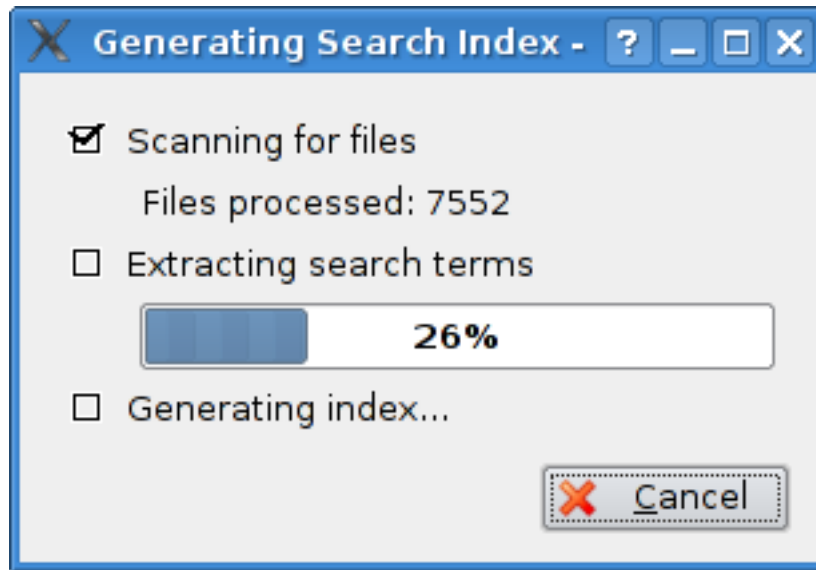 Generating Search Index -
Scanning for files
Files processed: 7552
Extracting search terms
26%
Generating index...
Cancel